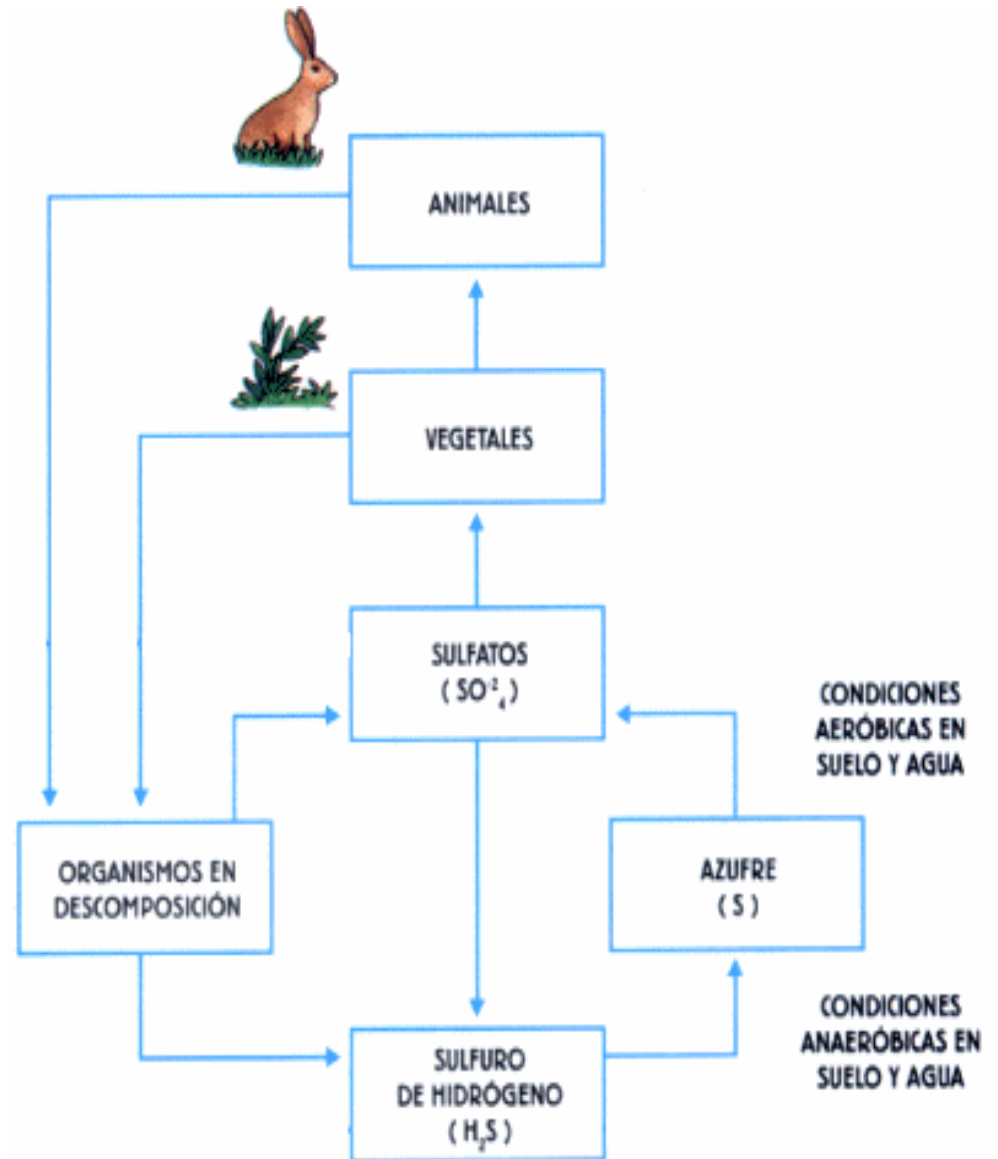 ANIMALES
VEGETALES
SULFATOS
( SO⁻²₄ )
CONDICIONES
AERÓBICAS EN
SUELO Y AGUA
ORGANISMOS EN
DESCOMPOSICIÓN
AZUFRE
( S )
CONDICIONES
ANAERÓBICAS EN
SUELO Y AGUA
SULFURO
DE HIDRÓGENO
( H₂S )